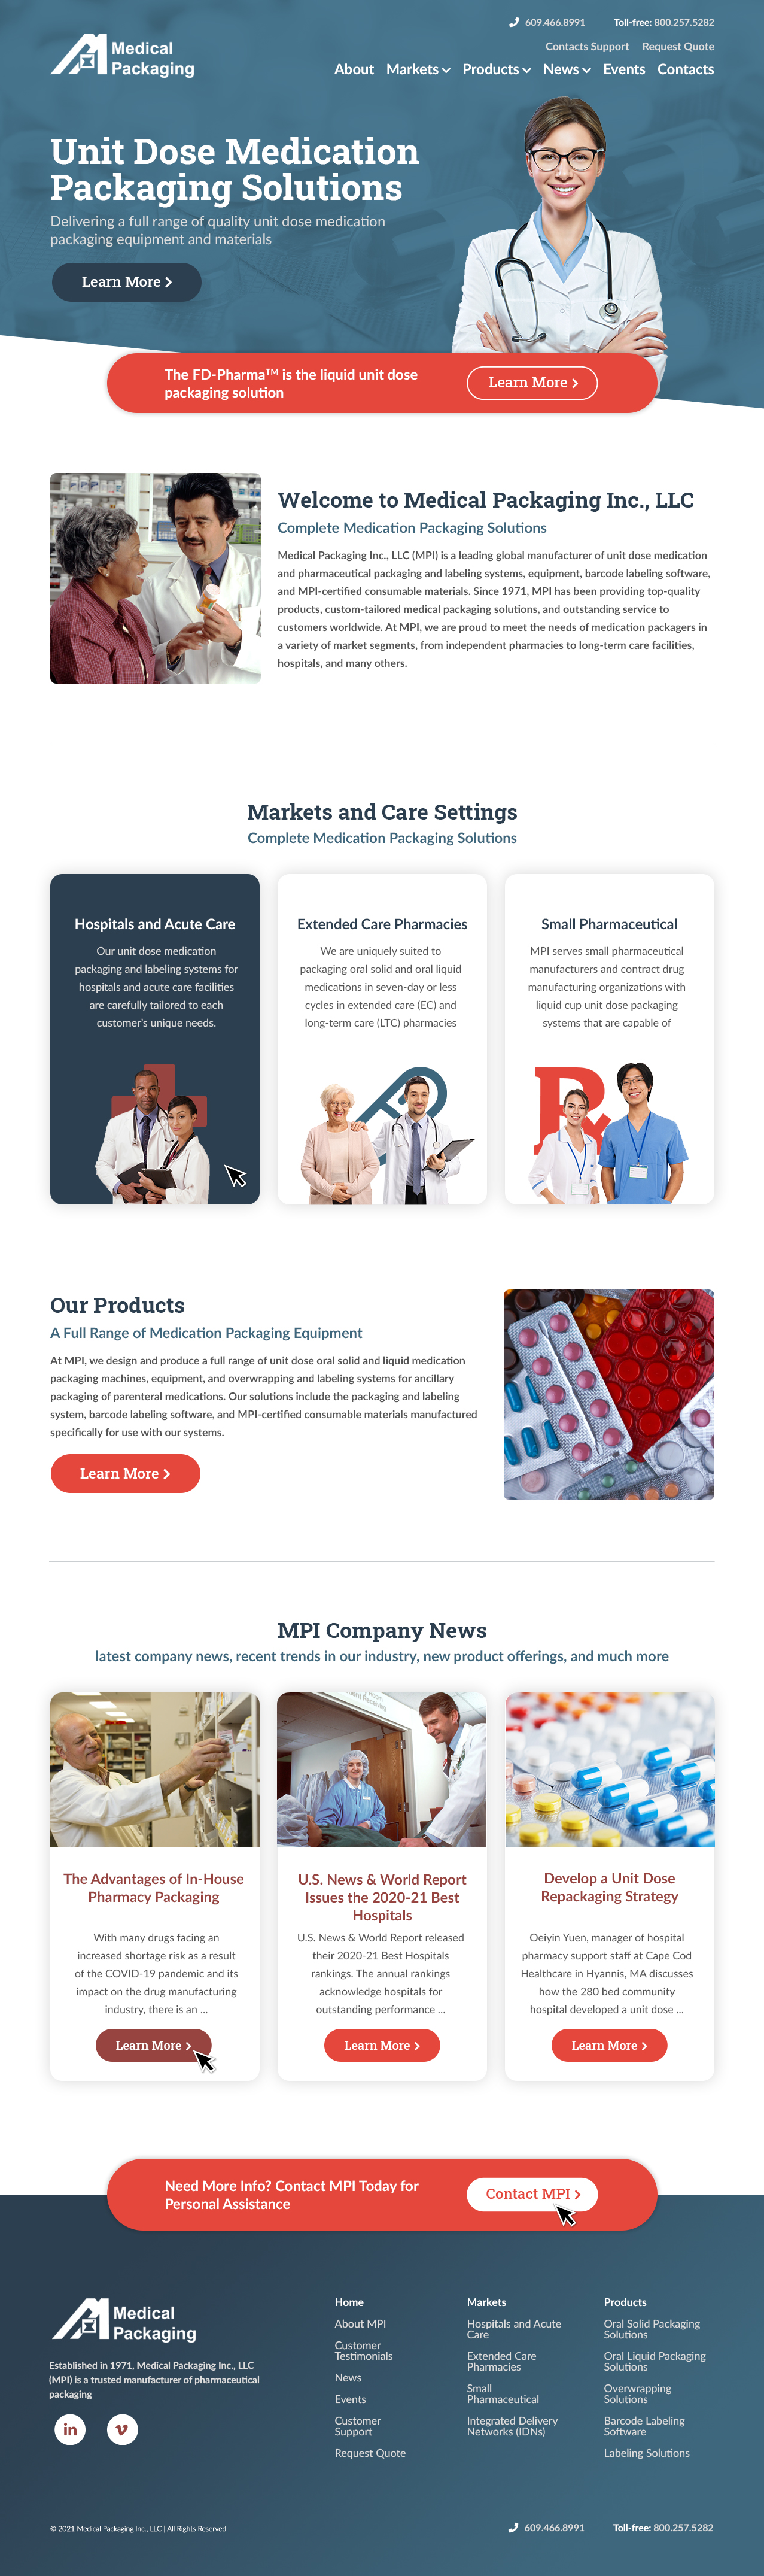 609.466.8991
Toll-free: 800.257.5282
Contacts Support
Request Quote
Medical
Packaging
About
Markets
Products
News
Events
Contacts
Unit Dose Medication
Packaging Solutions
Delivering a full range of quality unit dose medication
packaging equipment and materials
Learn More
The FD-Pharma™ is the liquid unit dose
packaging solution
Learn More
Welcome to Medical Packaging Inc., LLC
Complete Medication Packaging Solutions
Medical Packaging Inc., LLC (MPI) is a leading global manufacturer of unit dose medication
and pharmaceutical packaging and labeling systems, equipment, barcode labeling software,
and MPI-certified consumable materials. Since 1971, MPI has been providing top-quality
products, custom-tailored medical packaging solutions, and outstanding service to
customers worldwide. At MPI, we are proud to meet the needs of medication packagers in
a variety of market segments, from independent pharmacies to long-term care facilities,
hospitals, and many others.
Markets and Care Settings
Complete Medication Packaging Solutions
Hospitals and Acute Care
Our unit dose medication
packaging and labeling systems for
hospitals and acute care facilities
are carefully tailored to each
customer's unique needs.
Extended Care Pharmacies
We are uniquely suited to
packaging oral solid and oral liquid
medications in seven-day or less
cycles in extended care (EC) and
long-term care (LTC) pharmacies
Small Pharmaceutical
MPI serves small pharmaceutical
manufacturers and contract drug
manufacturing organizations with
liquid cup unit dose packaging
systems that are capable of
Our Products
A Full Range of Medication Packaging Equipment
At MPI, we design and produce a full range of unit dose oral solid and liquid medication
packaging machines, equipment, and overwrapping and labeling systems for ancillary
packaging of parenteral medications. Our solutions include the packaging and labeling
system, barcode labeling software, and MPI-certified consumable materials manufactured
specifically for use with our systems.
Learn More
MPI Company News
latest company news, recent trends in our industry, new product offerings, and much more
The Advantages of In-House
Pharmacy Packaging
With many drugs facing an
increased shortage risk as a result
of the COVID-19 pandemic and its
impact on the drug manufacturing
industry, there is an ...
Learn More
U.S. News & World Report
Issues the 2020-21 Best
Hospitals
U.S. News & World Report released
their 2020-21 Best Hospitals
rankings. The annual rankings
acknowledge hospitals for
outstanding performance ...
Learn More
Develop a Unit Dose
Repackaging Strategy
Oeiyin Yuen, manager of hospital
pharmacy support staff at Cape Cod
Healthcare in Hyannis, MA discusses
how the 280 bed community
hospital developed a unit dose ...
Learn More
Need More Info? Contact MPI Today for
Personal Assistance
Contact MPI
Medical
Packaging
Established in 1971, Medical Packaging Inc., LLC
(MPI) is a trusted manufacturer of pharmaceutical
packaging
in
Home
About MPI
Customer
Testimonials
News
Events
Customer
Support
Request Quote
Markets
Hospitals and Acute
Care
Extended Care
Pharmacies
Small
Pharmaceutical
Integrated Delivery
Networks (IDNs)
Products
Oral Solid Packaging
Solutions
Oral Liquid Packaging
Solutions
Overwrapping
Solutions
Barcode Labeling
Software
Labeling Solutions
© 2021 Medical Packaging Inc., LLC | All Rights Reserved
609.466.8991
Toll-free: 800.257.5282